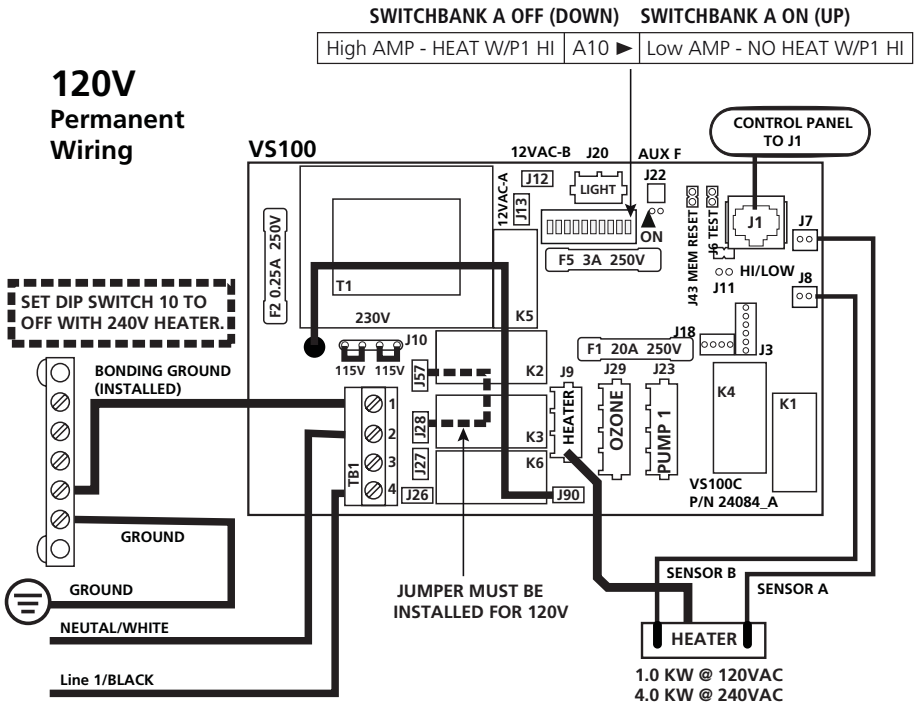 SWITCHBANK A OFF (DOWN) SWITCHBANK A ON (UP)
High AMP - HEAT W/P1 HI A10 ► Low AMP - NO HEAT W/P1 HI
120V
Permanent
Wiring
CONTROL PANEL
TO J1
VS100
12VAC-B
J20
AUX F
J12
LIGHT
J22
12VAC-A
J13
ON
F5 3A 250V
J43 MEM RESET
J6 TEST
J1
J7
HI/LOW
J11
J8
F2 0.25A 250V
T1
K5
230V
J10
115V 115V
SET DIP SWITCH 10 TO
OFF WITH 240V HEATER.
BONDING GROUND
(INSTALLED)
J57
K2
F1 20A 250V
J18
J3
J9
J29
J23
HEATER
OZONE
PUMP 1
K4
K1
1
2
3
4
TB1
J28
K3
J27
K6
J26
J90
VS100C
P/N 24084_A
GROUND
GROUND
NEUTAL/WHITE
Line 1/BLACK
JUMPER MUST BE
INSTALLED FOR 120V
SENSOR B
SENSOR A
HEATER
1.0 KW @ 120VAC
4.0 KW @ 240VAC